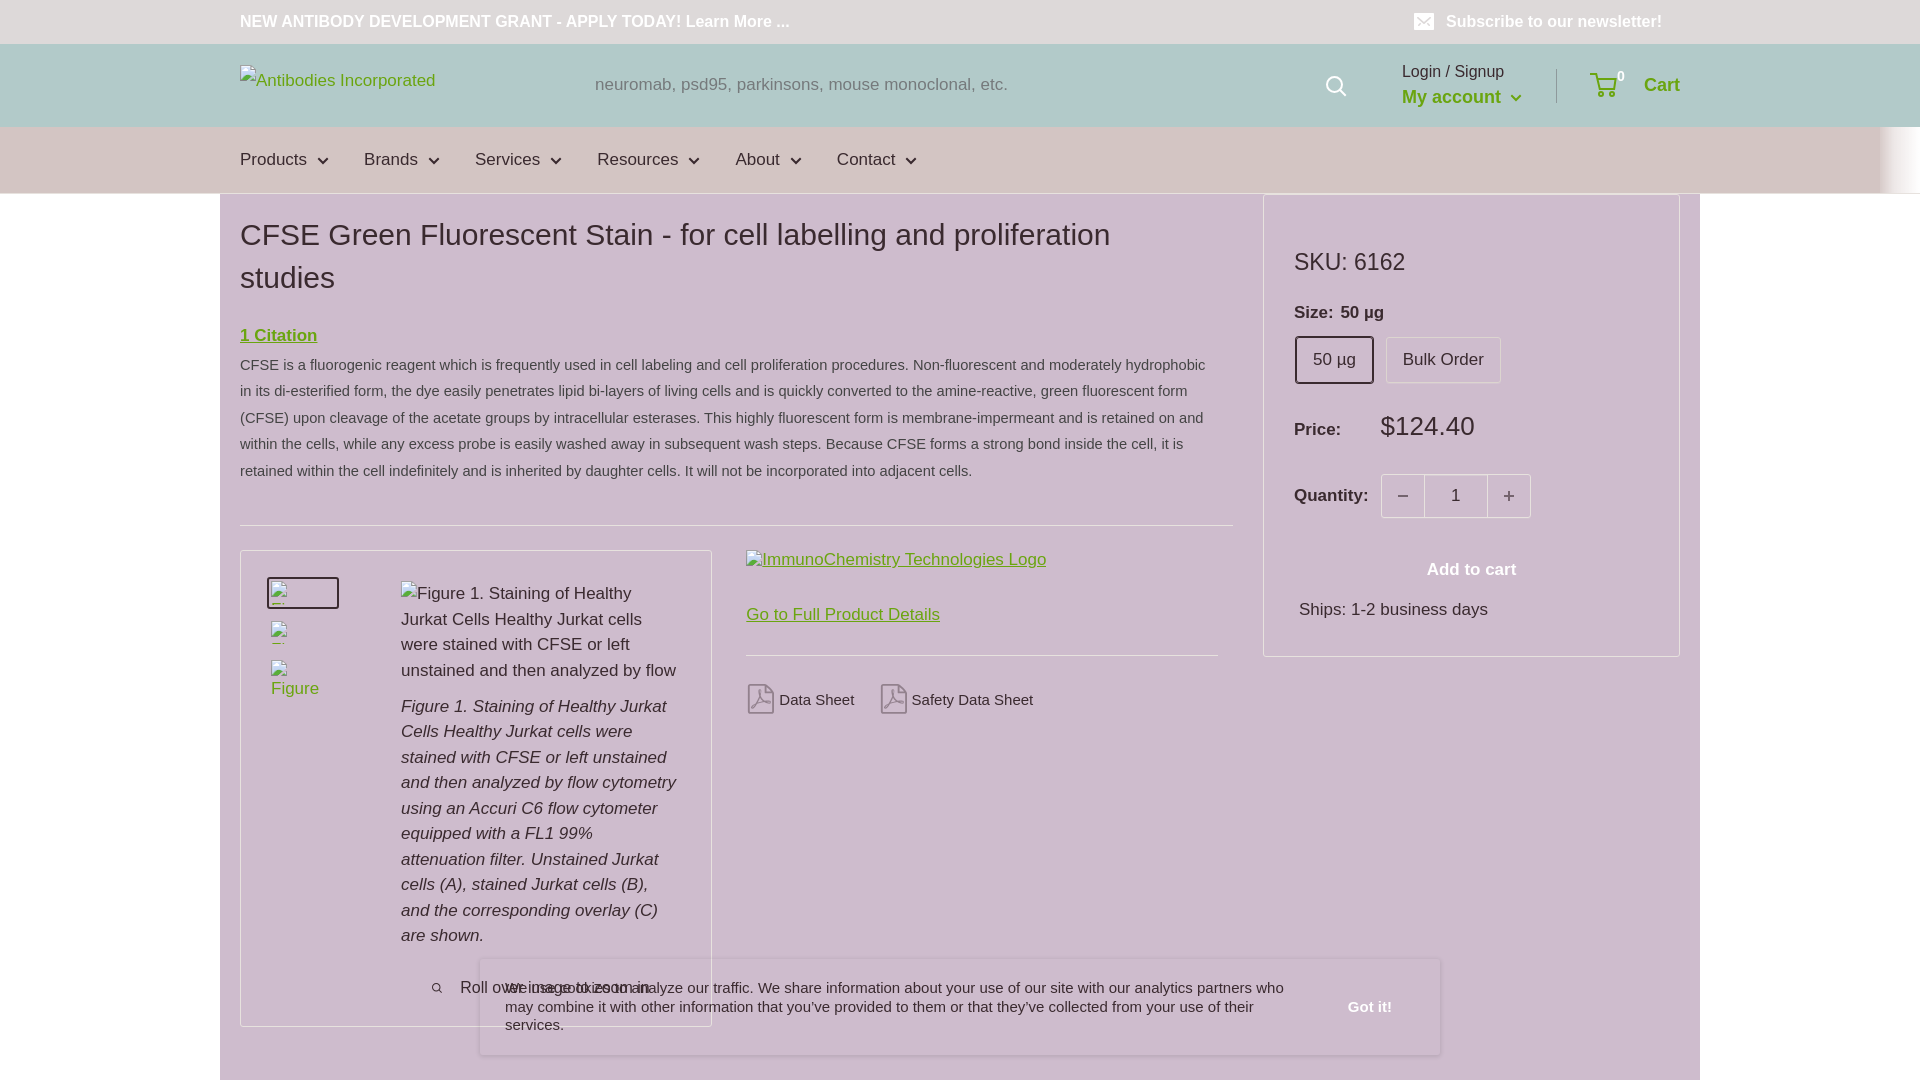 NEW ANTIBODY DEVELOPMENT GRANT - APPLY TODAY! Learn More ...
Subscribe to our newsletter!
Antibodies Incorporated
neuromab, psd95, parkinsons, mouse monoclonal, etc.
Login / Signup
My account
0
Cart
Products
Brands
Services
Resources
About
Contact
CFSE Green Fluorescent Stain - for cell labelling and proliferation
studies
1 Citation
CFSE is a fluorogenic reagent which is frequently used in cell labeling and cell proliferation procedures. Non-fluorescent and moderately hydrophobic
in its di-esterified form, the dye easily penetrates lipid bi-layers of living cells and is quickly converted to the amine-reactive, green fluorescent form
(CFSE) upon cleavage of the acetate groups by intracellular esterases. This highly fluorescent form is membrane-impermeant and is retained on and
within the cells, while any excess probe is easily washed away in subsequent wash steps. Because CFSE forms a strong bond inside the cell, it is
retained within the cell indefinitely and is inherited by daughter cells. It will not be incorporated into adjacent cells.
SKU: 6162
Size: 50 µg
50 µg
Bulk Order
Price: $124.40
Quantity:
1
Add to cart
Ships: 1-2 business days
Figure
Figure 1. Staining of Healthy
Jurkat Cells Healthy Jurkat cells
were stained with CFSE or left
unstained and then analyzed by flow
Figure 1. Staining of Healthy Jurkat
Cells Healthy Jurkat cells were
stained with CFSE or left unstained
and then analyzed by flow cytometry
using an Accuri C6 flow cytometer
equipped with a FL1 99%
attenuation filter. Unstained Jurkat
cells (A), stained Jurkat cells (B),
and the corresponding overlay (C)
are shown.
Roll over image to zoom in
ImmunoChemistry Technologies Logo
Go to Full Product Details
Data Sheet
Safety Data Sheet
We use cookies to analyze our traffic. We share information about your use of our site with our analytics partners who
may combine it with other information that you’ve provided to them or that they’ve collected from your use of their
services.
Got it!